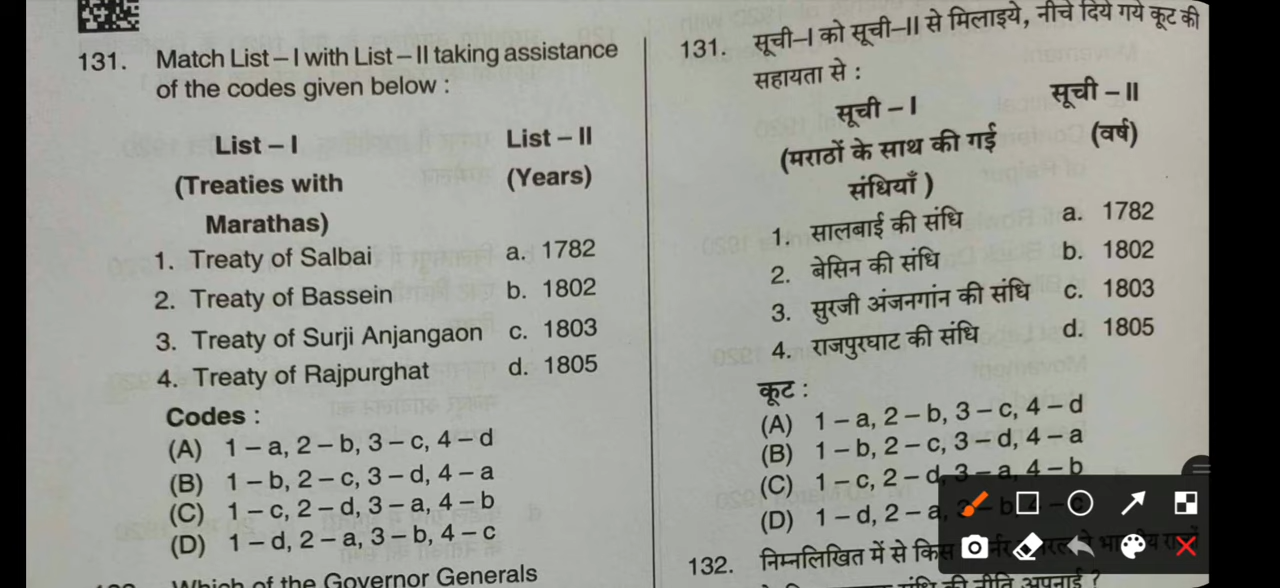 131. Match List – I with List – II taking assistance
of the codes given below :
List – I List – II
(Treaties with (Years)
Marathas)
1. Treaty of Salbai a. 1782
2. Treaty of Bassein b. 1802
3. Treaty of Surji Anjangaon c. 1803
4. Treaty of Rajpurghat d. 1805
Codes :
(A) 1 – a, 2 – b, 3 – c, 4 – d
(B) 1 – b, 2 – c, 3 – d, 4 – a
(C) 1 – c, 2 – d, 3 – a, 4 – b
(D) 1 – d, 2 – a, 3 – b, 4 – c
Which of the Governor Generals
131. सूची–I को सूची–II से मिलाइये, नीचे दिये गये कूट की
सहायता से :
सूची – I सूची – II
(मराठों के साथ की गई (वर्ष)
संधियाँ )
1. सालबाई की संधि a. 1782
2. बेसिन की संधि b. 1802
3. सुरजी अंजनगांन की संधि c. 1803
4. राजपुरघाट की संधि d. 1805
कूट :
(A) 1 – a, 2 – b, 3 – c, 4 – d
(B) 1 – b, 2 – c, 3 – d, 4 – a
(C) 1 – c, 2 – d, 3 – a, 4 – b
(D) 1 – d, 2 – a, 3 – b, 4 – c
132. निम्नलिखित में से किस
संधि की नीति अपनाई ?